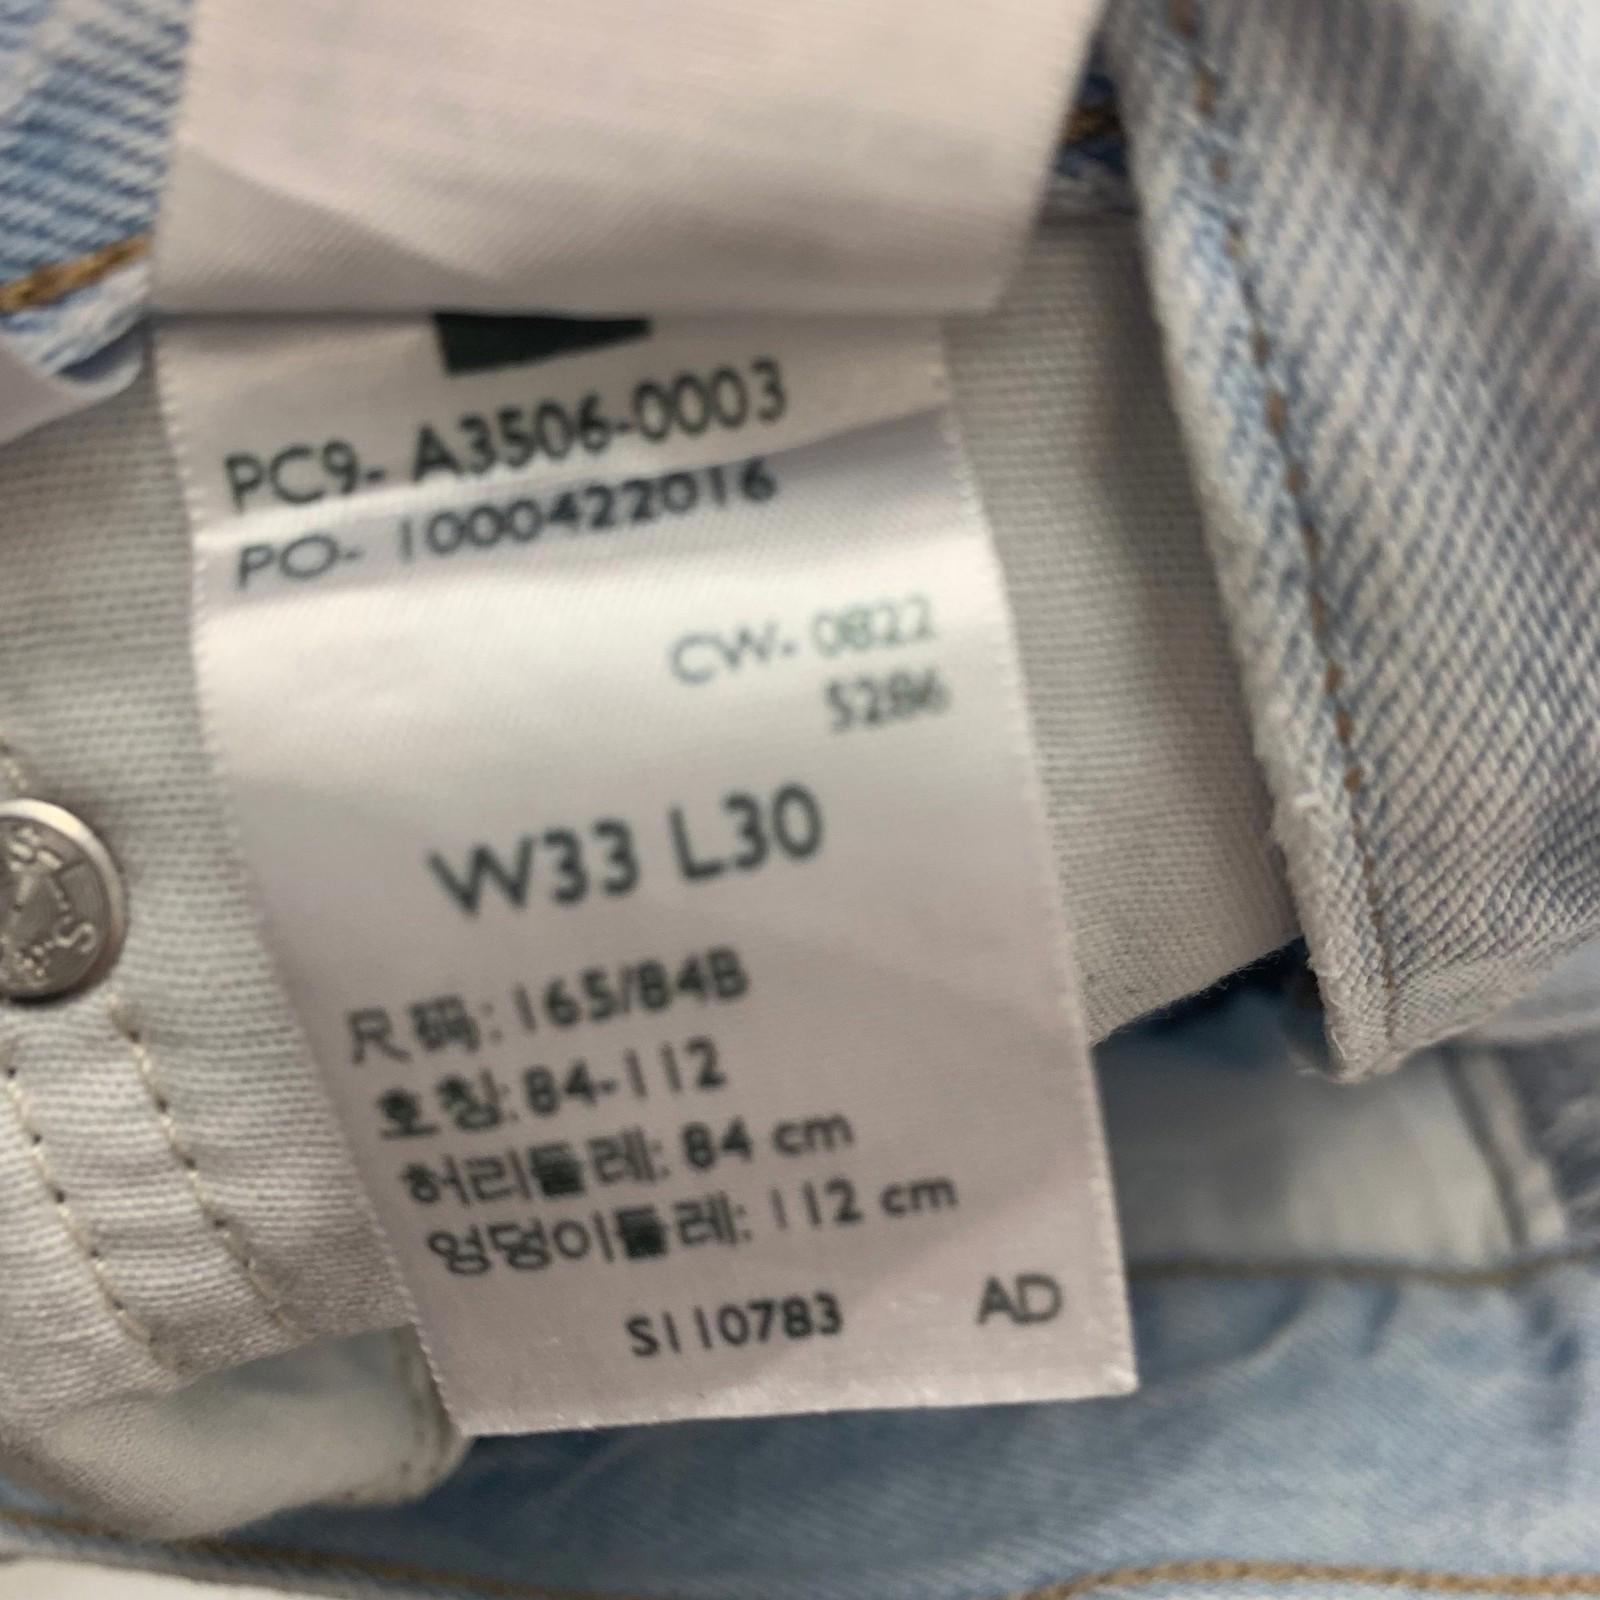 PC9- A3506-0003
PO- 1000422016
CW- 0822
5286
W33 L30
尺码: 165/84B
호칭: 84-112
허리둘레: 84 cm
엉덩이둘레: 112 cm
S110783 AD